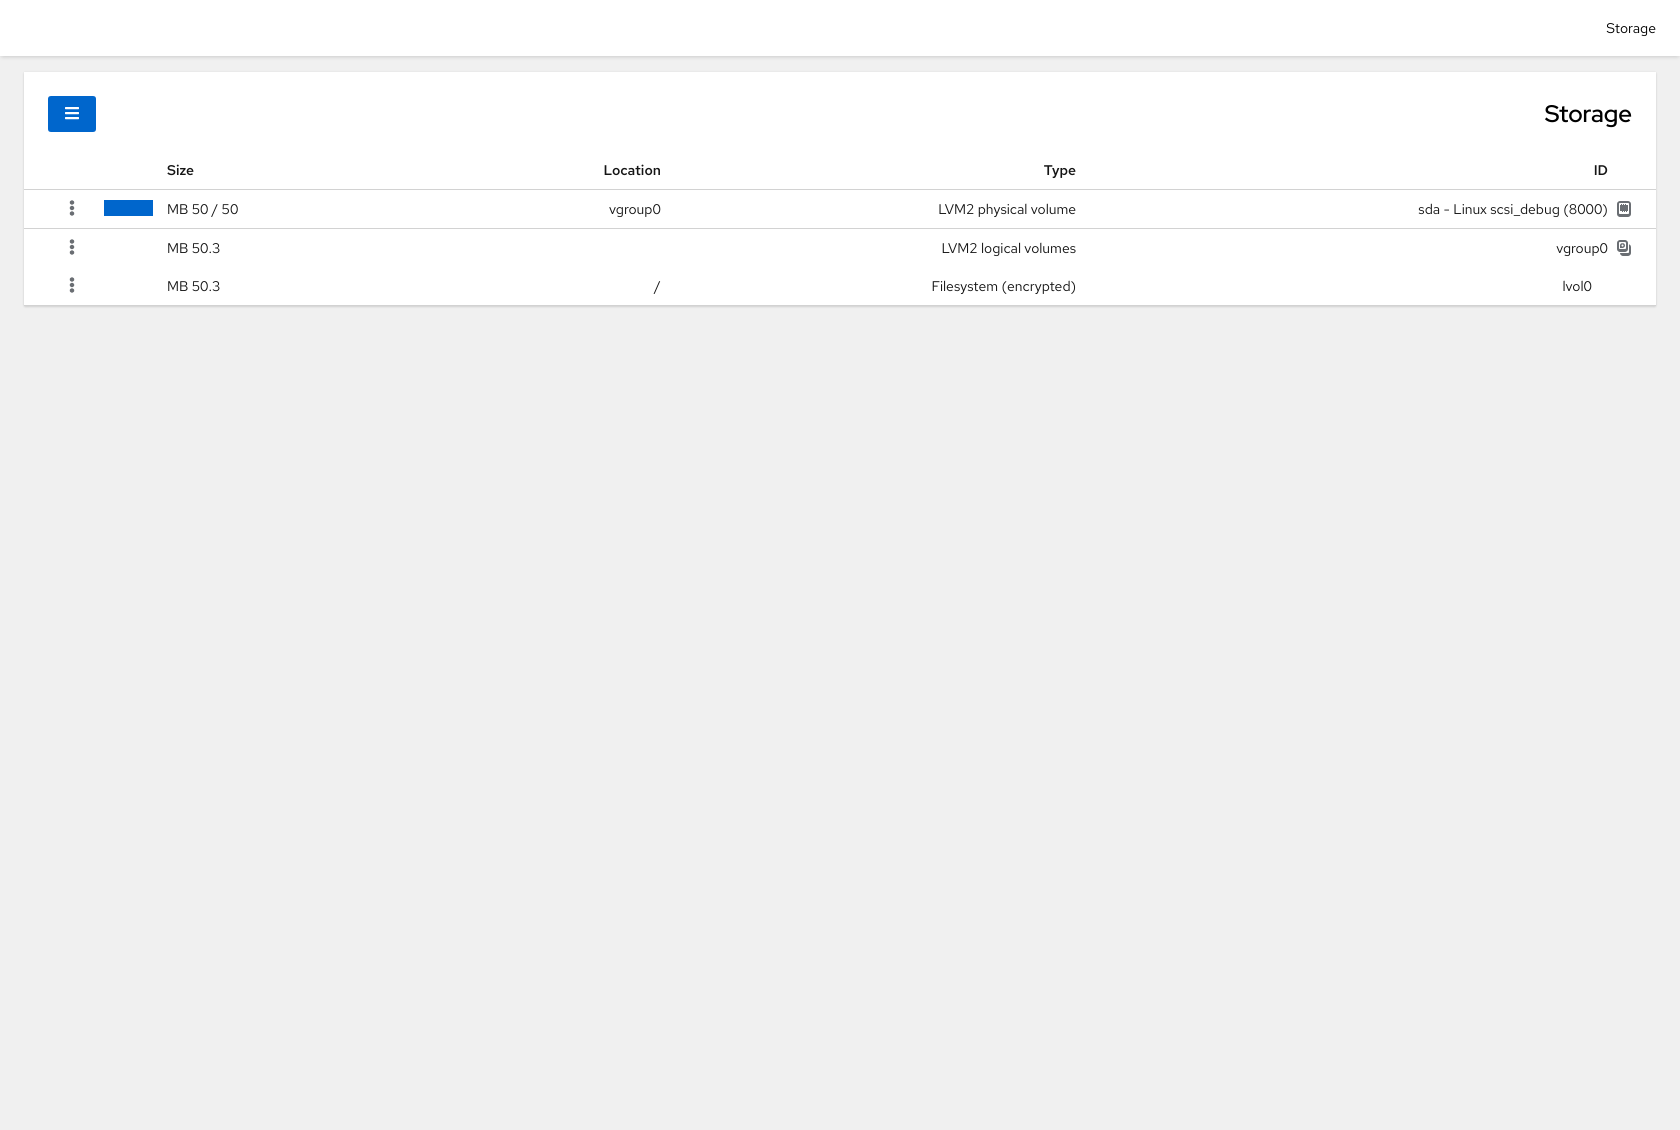 Storage
Storage
ID Type Location Size
sda - Linux scsi_debug (8000) LVM2 physical volume vgroup0 MB 50 / 50
vgroup0 LVM2 logical volumes MB 50.3
lvol0 Filesystem (encrypted) / MB 50.3